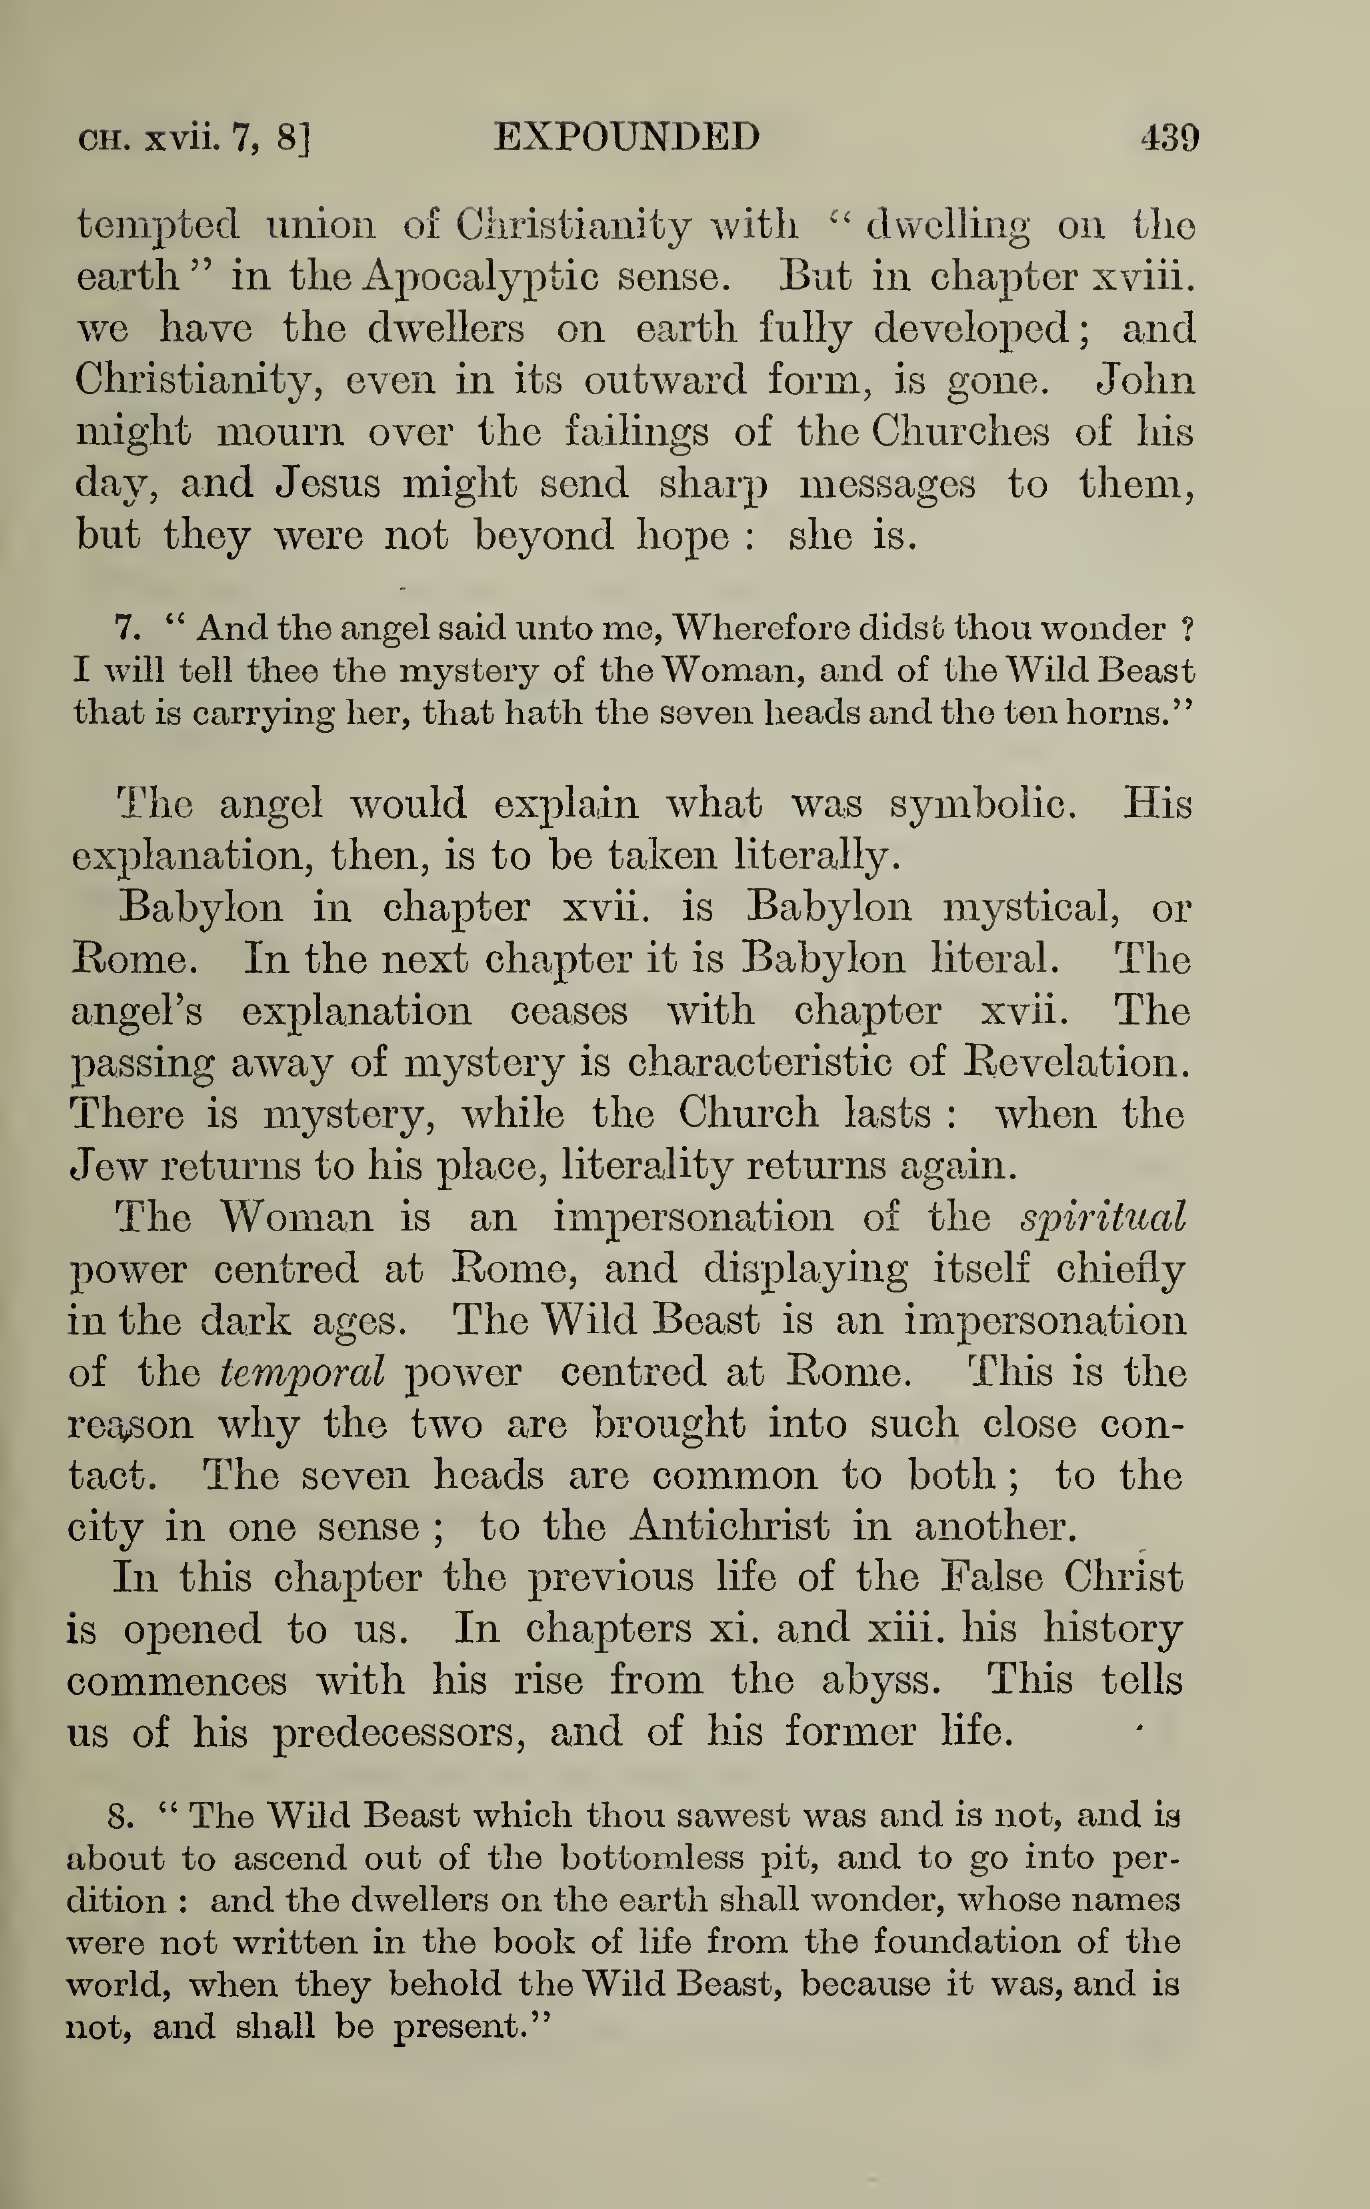 CH. xvii. 7, 8] EXPOUNDED 439
tempted union of Christianity with " dwelling on the
earth " in the Apocalyptic sense. But in chapter xviii.
we have the dwellers on earth fully developed ; and
Christianity, even in its outward form, is gone. John
might mourn over the failings of the Churches of his
day, and Jesus might send sharp messages to them,
but they were not beyond hope : she is.
7. " And the angel said unto me, Wherefore didst thou wonder ?
I will tell thee the mystery of the Woman, and of the Wild Beast
that is carrying her, that hath the seven heads and the ten horns."
The angel would explain what was symbolic. His
explanation, then, is to be taken literally.
Babylon in chapter xvii. is Babylon mystical, or
Rome. In the next chapter it is Babylon literal. The
angel's explanation ceases with chapter xvii. The
passing away of mystery is characteristic of Revelation.
There is mystery, while the Church lasts : when the
Jew returns to his place, literality returns again.
The Woman is an impersonation of the spiritual
power centred at Rome, and displaying itself chiefly
in the dark ages. The Wild Beast is an impersonation
of the temporal power centred at Rome. This is the
reason why the two are brought into such close con-
tact. The seven heads are common to both ; to the
city in one sense ; to the Antichrist in another.
In this chapter the previous life of the False Christ
is opened to us. In chapters xi. and xiii. his history
commences with his rise from the abyss. This tells
us of his predecessors, and of his former life.
8. " The Wild Beast which thou sawest was and is not, and is
about to ascend out of the bottomless pit, and to go into per-
dition : and the dwellers on the earth shall wonder, whose names
were not written in the book of life from the foundation of the
world, when they behold the Wild Beast, because it was, and is
not, and shall be present."